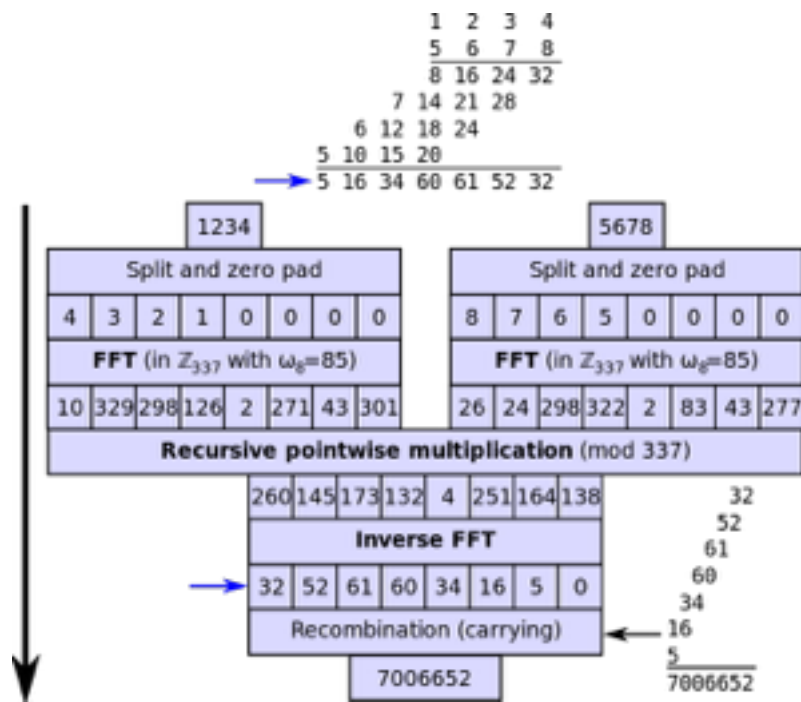 1 2 3 4
5 6 7 8
8 16 24 32
7 14 21 28
6 12 18 24
5 10 15 20
5 16 34 60 61 52 32
1234 5678
Split and zero pad Split and zero pad
4 3 2 1 0 0 0 0 8 7 6 5 0 0 0 0
FFT (in ℤ₃₃₇ with ω₈=85) FFT (in ℤ₃₃₇ with ω₈=85)
10 329 298 126 2 271 43 301 26 24 298 322 2 83 43 277
Recursive pointwise multiplication (mod 337)
260 145 173 132 4 251 164 138
Inverse FFT
32 52 61 60 34 16 5 0
Recombination (carrying)
7006652
32
52
61
60
34
16
5
7006652